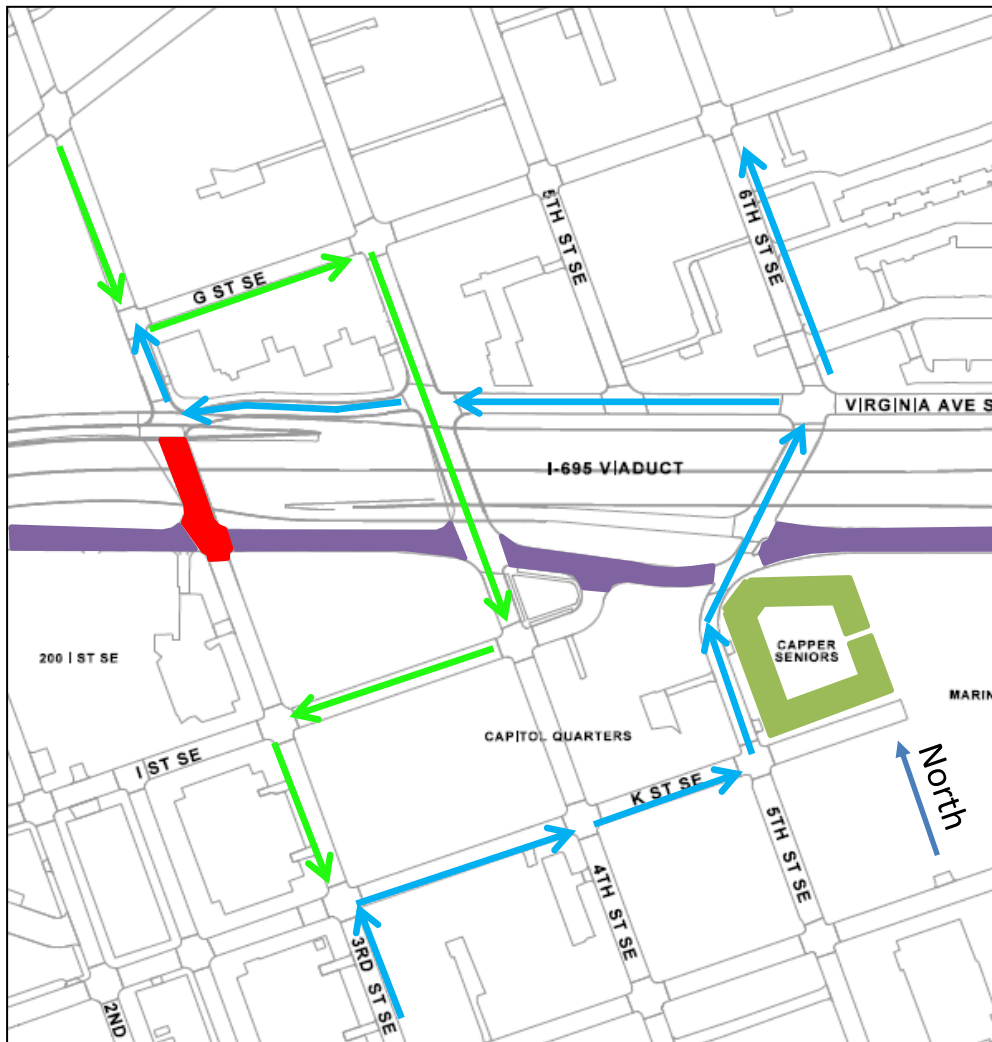 5TH ST SE
6TH ST SE
G ST SE
VIRGINIA AVE S
I-695 VIADUCT
200 I ST SE
CAPPER
SENIORS
MARIN
CAPITOL QUARTERS
North
I ST SE
K ST SE
5TH ST SE
4TH ST SE
3RD ST SE
2ND